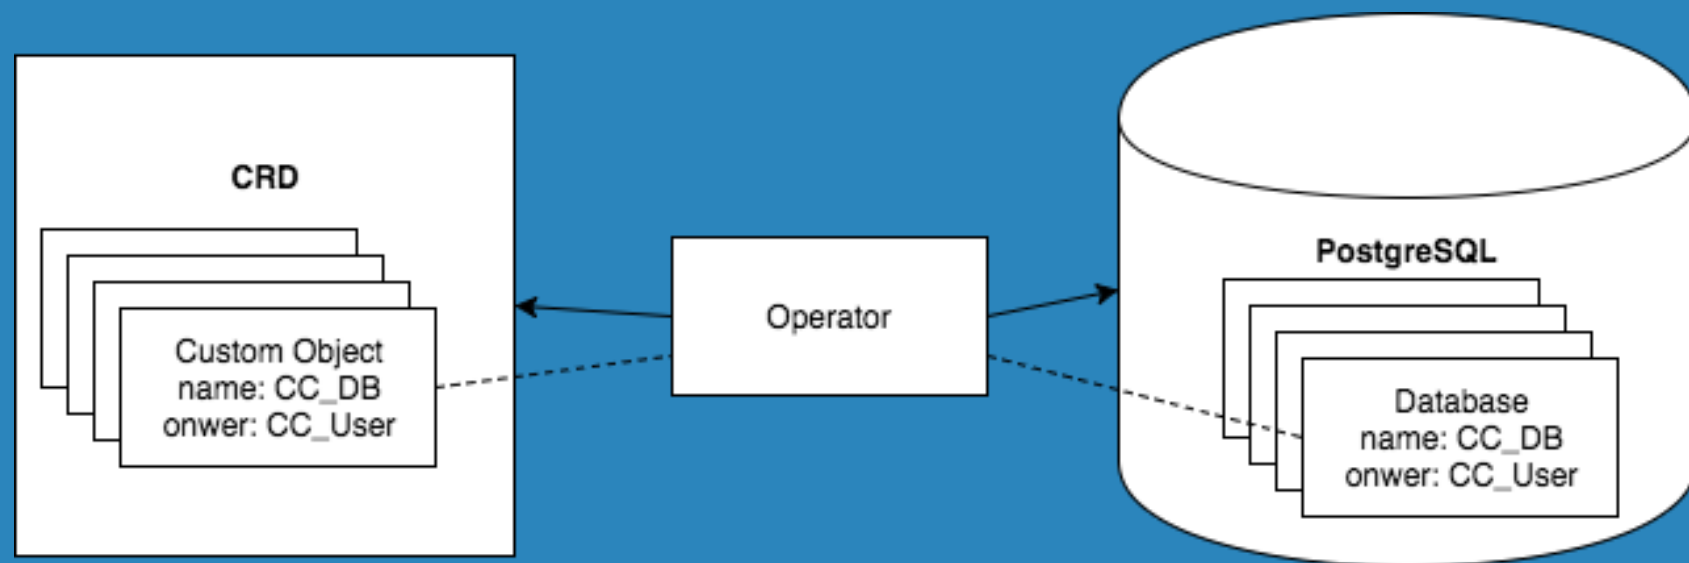 CRD
Custom Object
name: CC_DB
onwer: CC_User
Operator
PostgreSQL
Database
name: CC_DB
onwer: CC_User